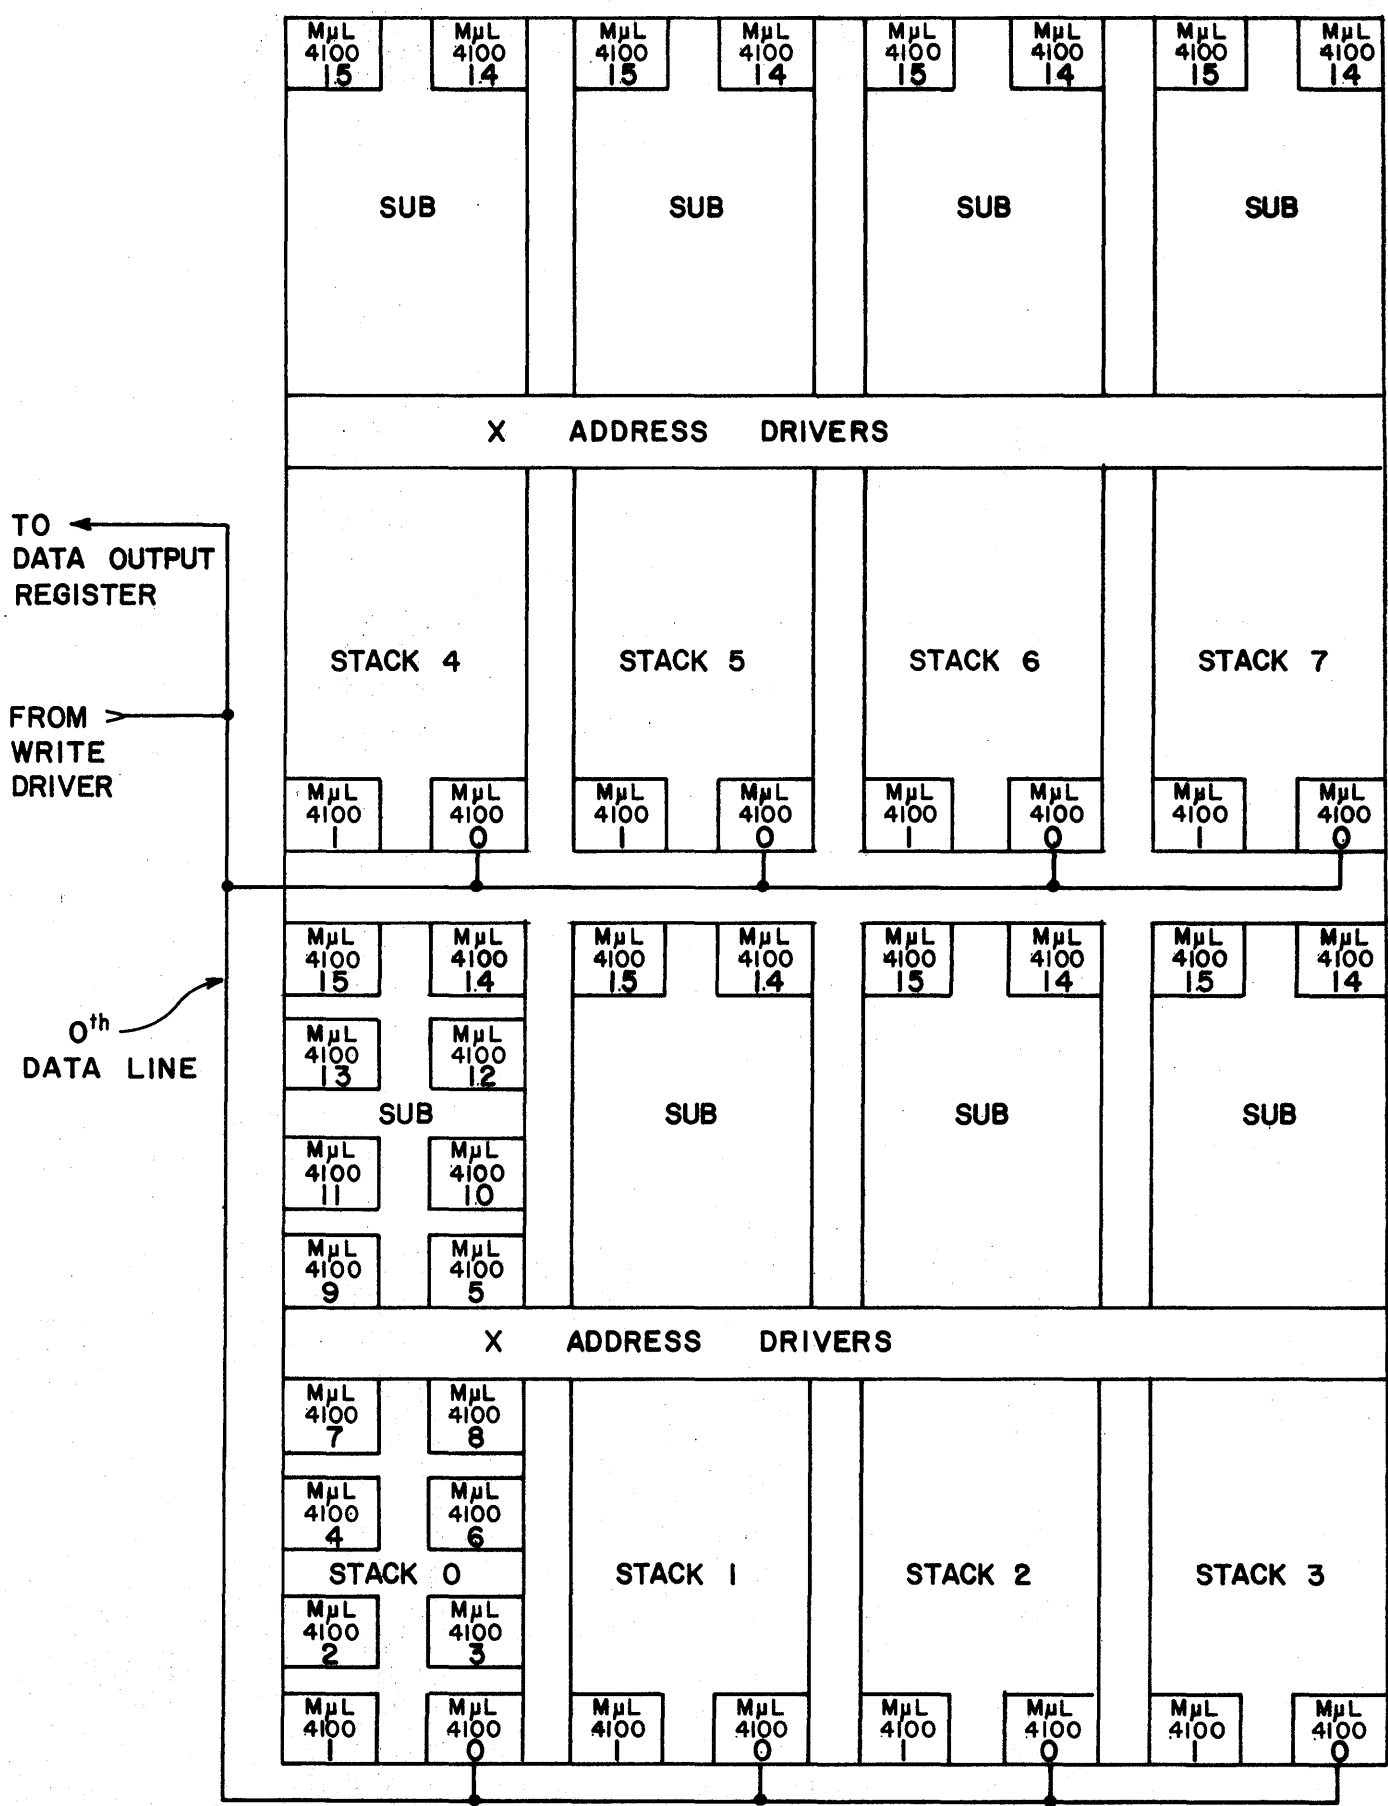 MμL MμL MμL MμL MμL MμL MμL MμL
4100 4100 4100 4100 4100 4100 4100 4100
15 14 15 14 15 14 15 14
SUB SUB SUB SUB
X ADDRESS DRIVERS
TO
DATA OUTPUT
REGISTER
STACK 4 STACK 5 STACK 6 STACK 7
FROM
WRITE
DRIVER
MμL MμL MμL MμL MμL MμL MμL MμL
4100 4100 4100 4100 4100 4100 4100 4100
1 0 1 0 1 0 1 0
MμL MμL MμL MμL MμL MμL MμL MμL
4100 4100 4100 4100 4100 4100 4100 4100
15 14 15 14 15 14 15 14
0th
DATA LINE
MμL MμL
4100 4100
13 12
SUB SUB SUB SUB
MμL MμL
4100 4100
11 10
MμL MμL
4100 4100
9 5
X ADDRESS DRIVERS
MμL MμL
4100 4100
7 8
MμL MμL
4100 4100
4 6
STACK 0 STACK 1 STACK 2 STACK 3
MμL MμL
4100 4100
2 3
MμL MμL MμL MμL MμL MμL MμL MμL
4100 4100 4100 4100 4100 4100 4100 4100
1 0 1 0 1 0 1 0